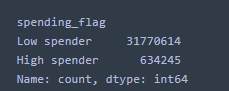 spending_flag
Low spender     31770614
High spender      634245
Name: count, dtype: int64